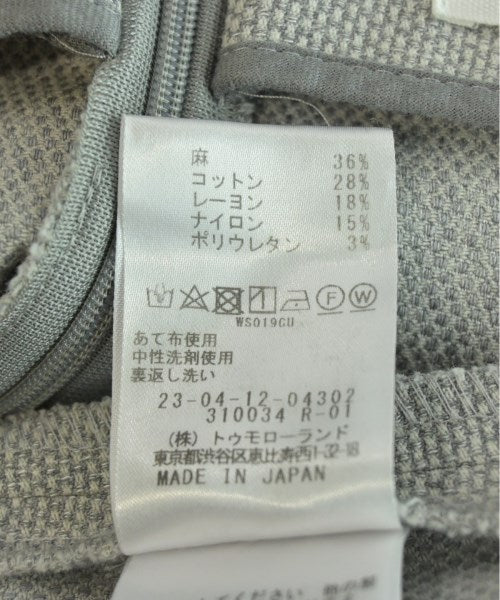 麻 36%
コットン 28%
レーヨン 18%
ナイロン 15%
ポリウレタン 3%
F W
WS019CU
あて布使用
中性洗剤使用
裏返し洗い
23-04-12-04302
310034 R-01
(株) トゥモローランド
東京都渋谷区恵比寿西1-32-18
MADE IN JAPAN